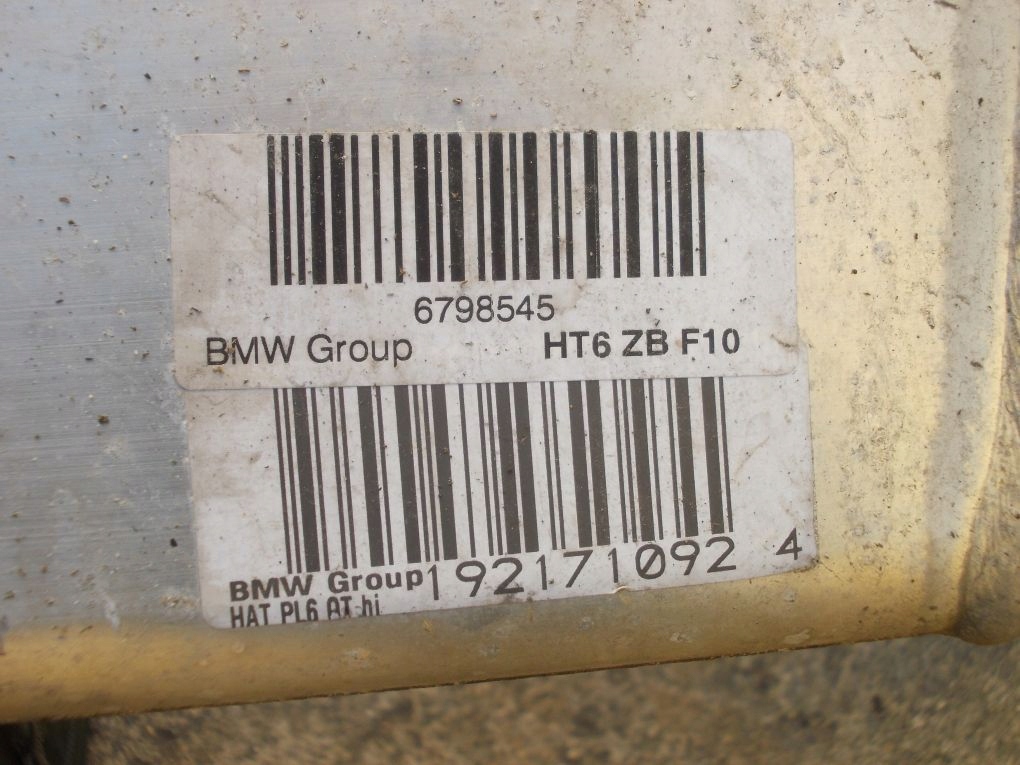 6798545
BMW Group HT6 ZB F10
BMW Group 192171092 4
HAT PL6 AT hi